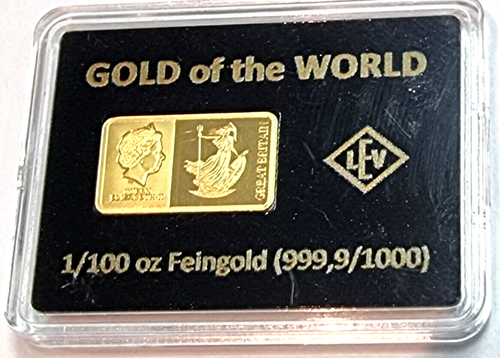 GOLD of the WORLD
GREAT BRITAIN
LEV
1/100 oz Feingold (999,9/1000)